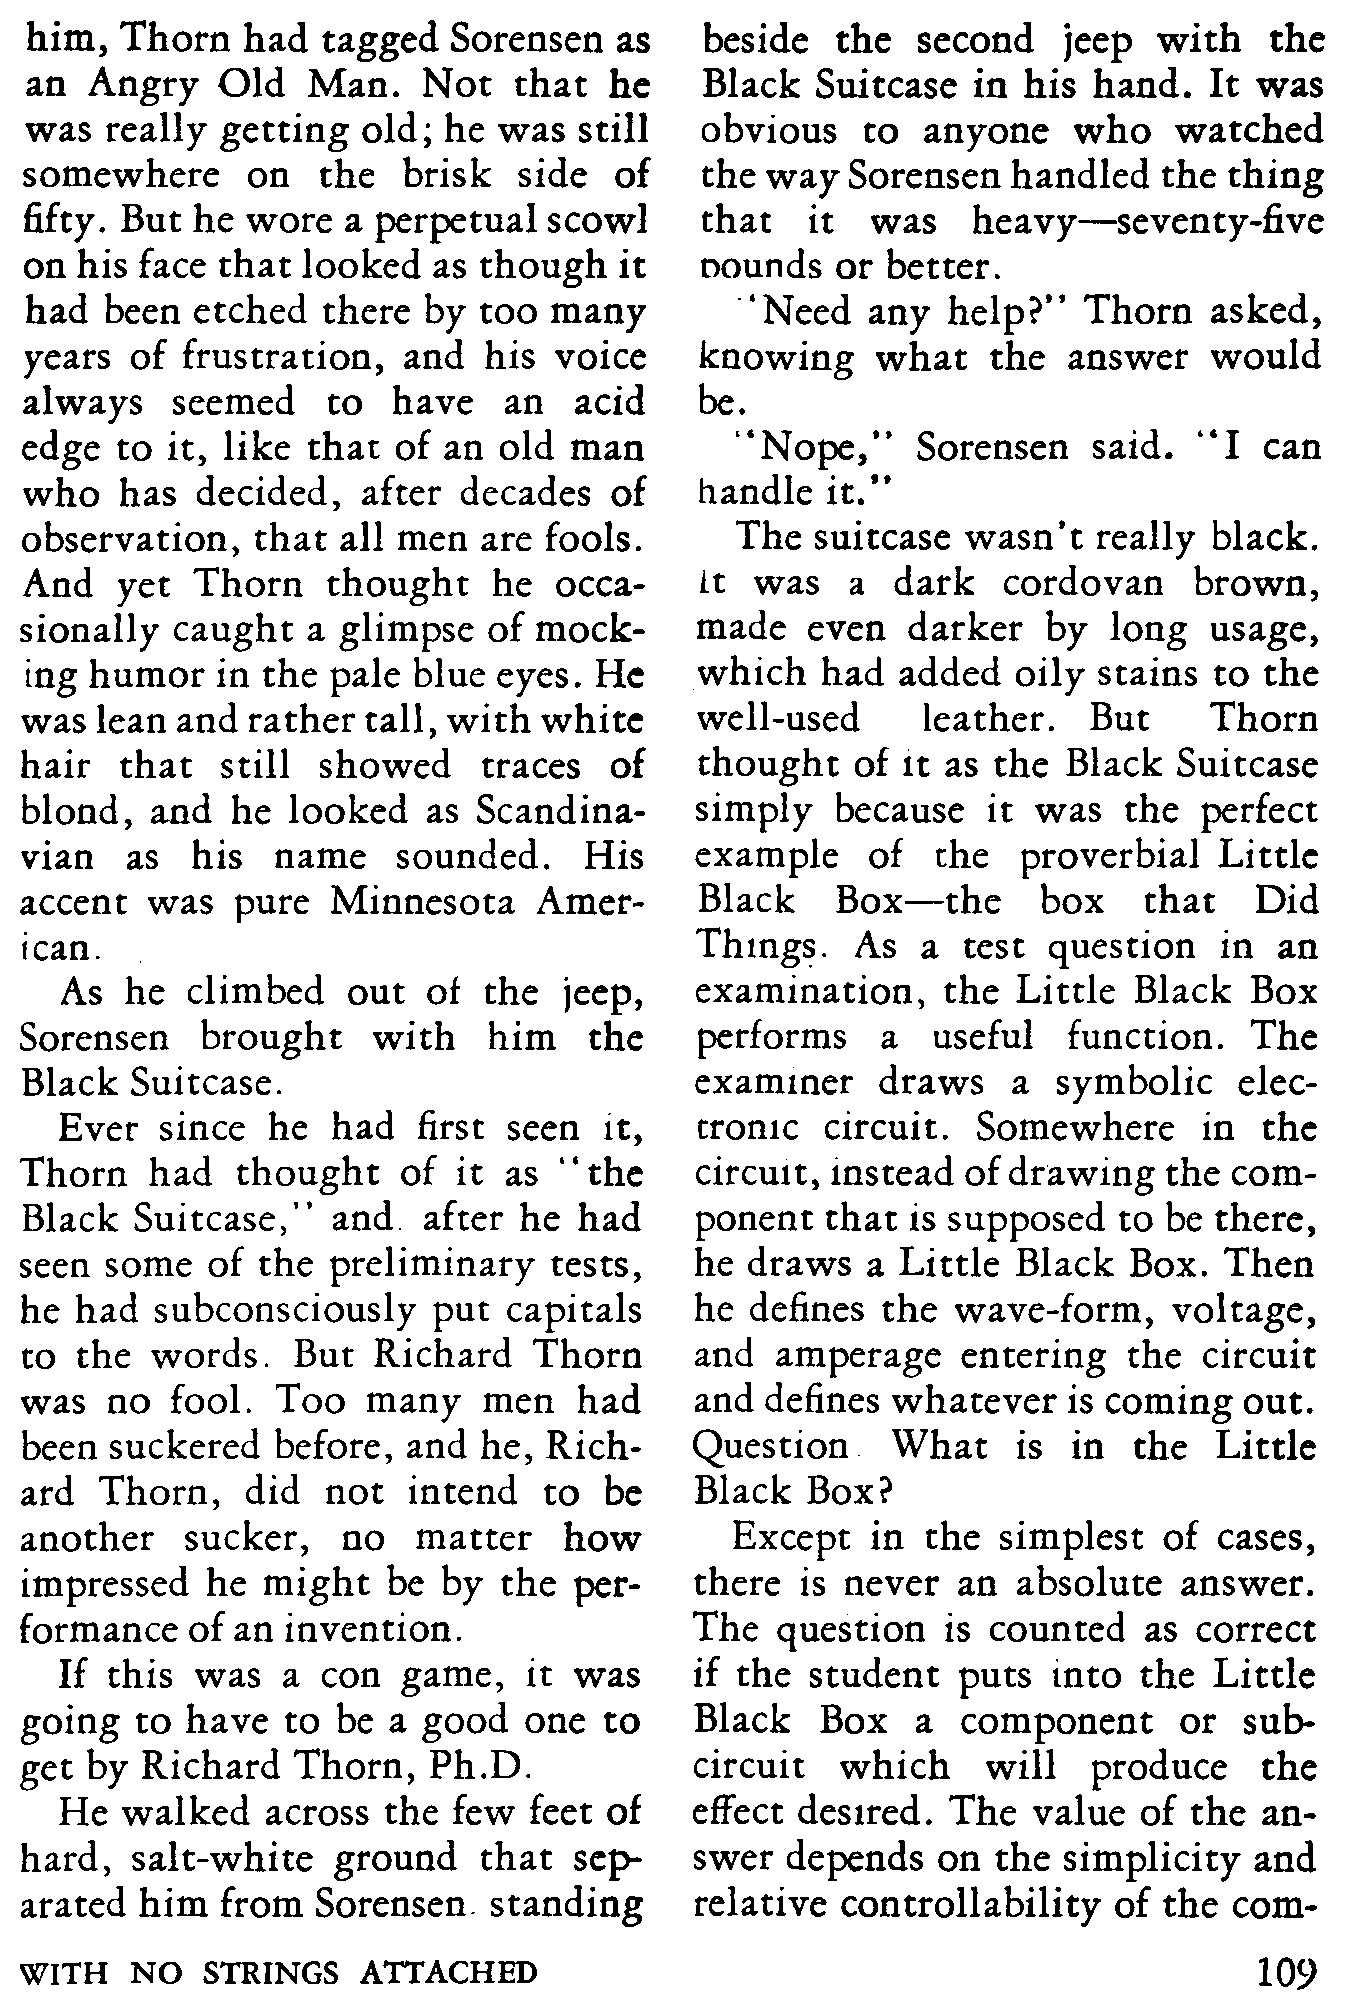 him, Thorn had tagged Sorensen as
an Angry Old Man. Not that he
was really getting old; he was still
somewhere on the brisk side of
fifty. But he wore a perpetual scowl
on his face that looked as though it
had been etched there by too many
years of frustration, and his voice
always seemed to have an acid
edge to it, like that of an old man
who has decided, after decades of
observation, that all men are fools.
And yet Thorn thought he occa-
sionally caught a glimpse of mock-
ing humor in the pale blue eyes. He
was lean and rather tall, with white
hair that still showed traces of
blond, and he looked as Scandina-
vian as his name sounded. His
accent was pure Minnesota Amer-
ican.
As he climbed out of the jeep,
Sorensen brought with him the
Black Suitcase.
Ever since he had first seen it,
Thorn had thought of it as "the
Black Suitcase," and after he had
seen some of the preliminary tests,
he had subconsciously put capitals
to the words. But Richard Thorn
was no fool. Too many men had
been suckered before, and he, Rich-
ard Thorn, did not intend to be
another sucker, no matter how
impressed he might be by the per-
formance of an invention.
If this was a con game, it was
going to have to be a good one to
get by Richard Thorn, Ph.D.
He walked across the few feet of
hard, salt-white ground that sep-
arated him from Sorensen. standing
beside the second jeep with the
Black Suitcase in his hand. It was
obvious to anyone who watched
the way Sorensen handled the thing
that it was heavy—seventy-five
pounds or better.
"Need any help?" Thorn asked,
knowing what the answer would
be.
"Nope," Sorensen said. "I can
handle it."
The suitcase wasn't really black.
It was a dark cordovan brown,
made even darker by long usage,
which had added oily stains to the
well-used leather. But Thorn
thought of it as the Black Suitcase
simply because it was the perfect
example of the proverbial Little
Black Box—the box that Did
Things. As a test question in an
examination, the Little Black Box
performs a useful function. The
examiner draws a symbolic elec-
tronic circuit. Somewhere in the
circuit, instead of drawing the com-
ponent that is supposed to be there,
he draws a Little Black Box. Then
he defines the wave-form, voltage,
and amperage entering the circuit
and defines whatever is coming out.
Question. What is in the Little
Black Box?
Except in the simplest of cases,
there is never an absolute answer.
The question is counted as correct
if the student puts into the Little
Black Box a component or sub-
circuit which will produce the
effect desired. The value of the an-
swer depends on the simplicity and
relative controllability of the com-
WITH NO STRINGS ATTACHED 109